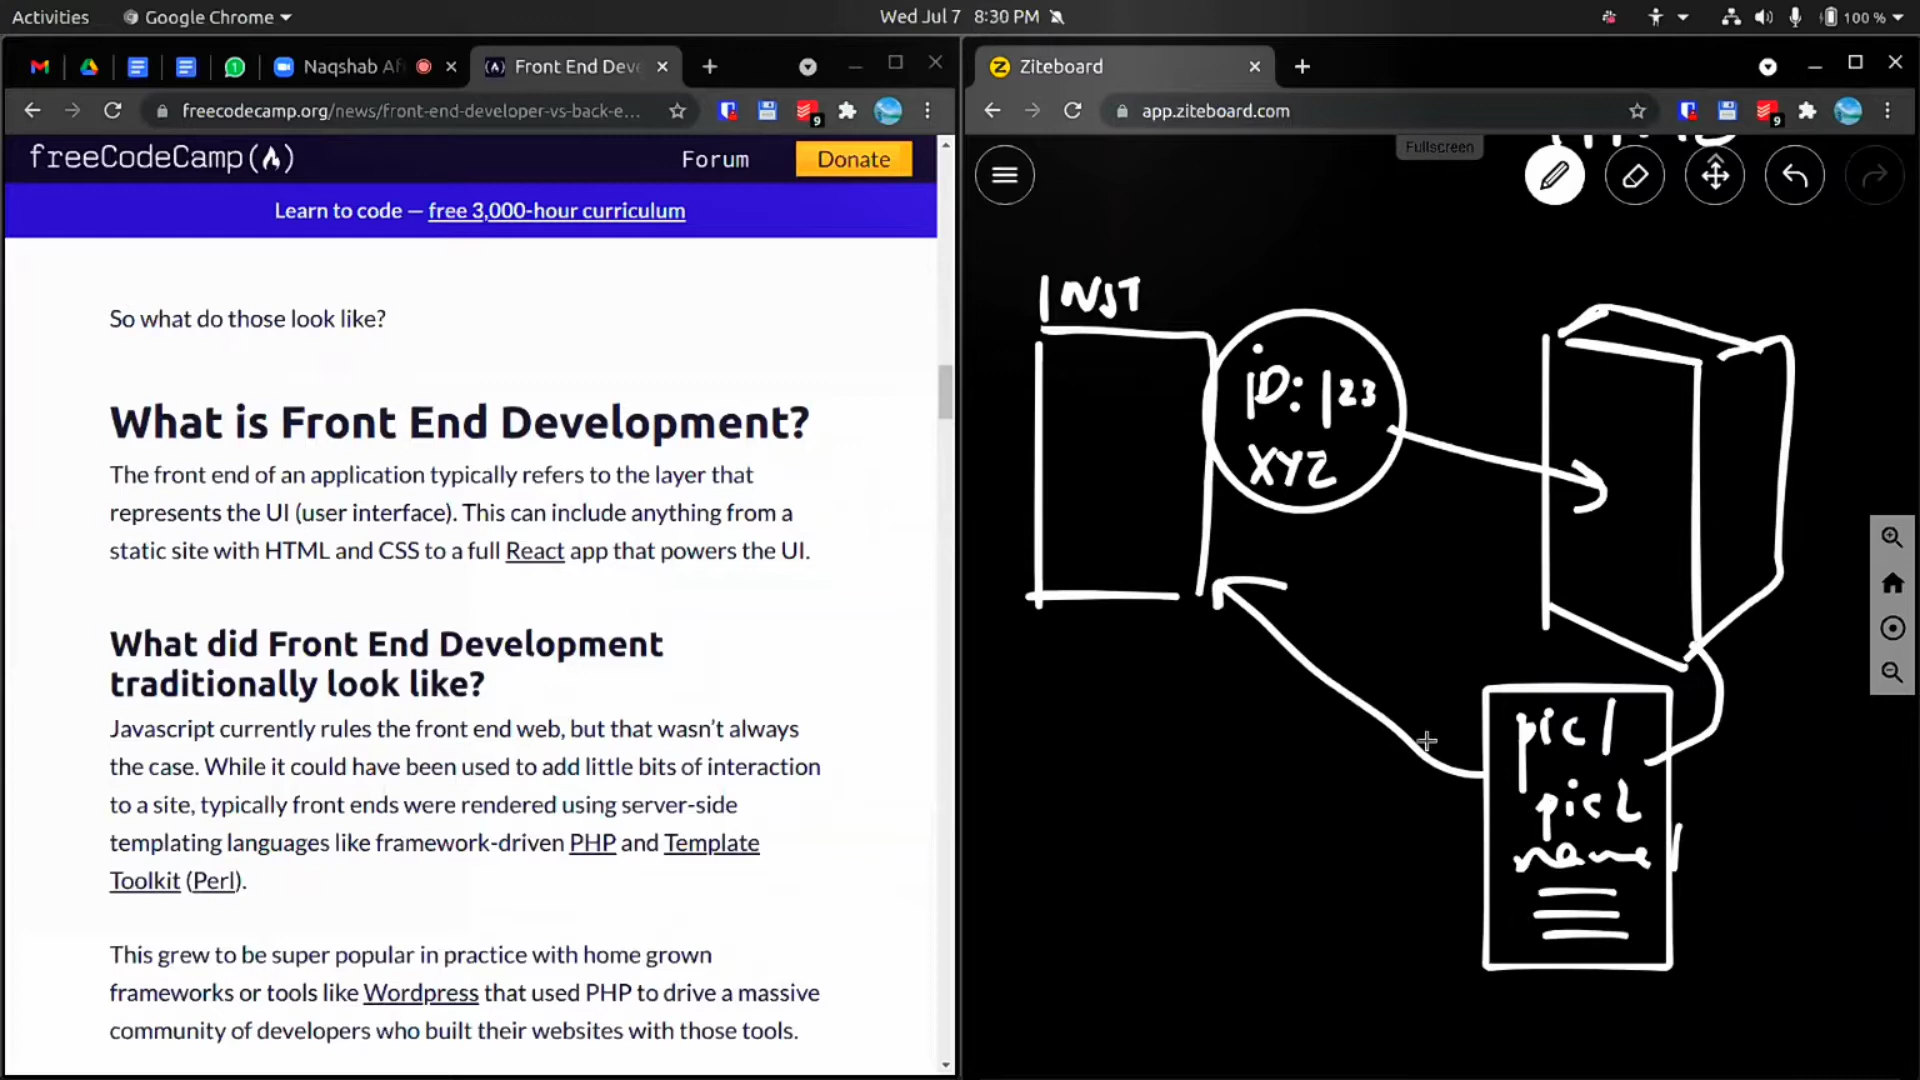 Activities
Google Chrome
Wed Jul 7 8:30 PM
100 %
Naqshab Af
Front End Dev
freecodecamp.org/news/front-end-developer-vs-back-e...
9
freeCodeCamp
Forum
Donate
Learn to code — free 3,000-hour curriculum
So what do those look like?
What is Front End Development?
The front end of an application typically refers to the layer that
represents the UI (user interface). This can include anything from a
static site with HTML and CSS to a full React app that powers the UI.
What did Front End Development
traditionally look like?
Javascript currently rules the front end web, but that wasn't always
the case. While it could have been used to add little bits of interaction
to a site, typically front ends were rendered using server-side
templating languages like framework-driven PHP and Template
Toolkit (Perl).
This grew to be super popular in practice with home grown
frameworks or tools like Wordpress that used PHP to drive a massive
community of developers who built their websites with those tools.
Ziteboard
app.ziteboard.com
9
Fullscreen
INST
ID: 123
XYZ
pic 1
pic 2
name